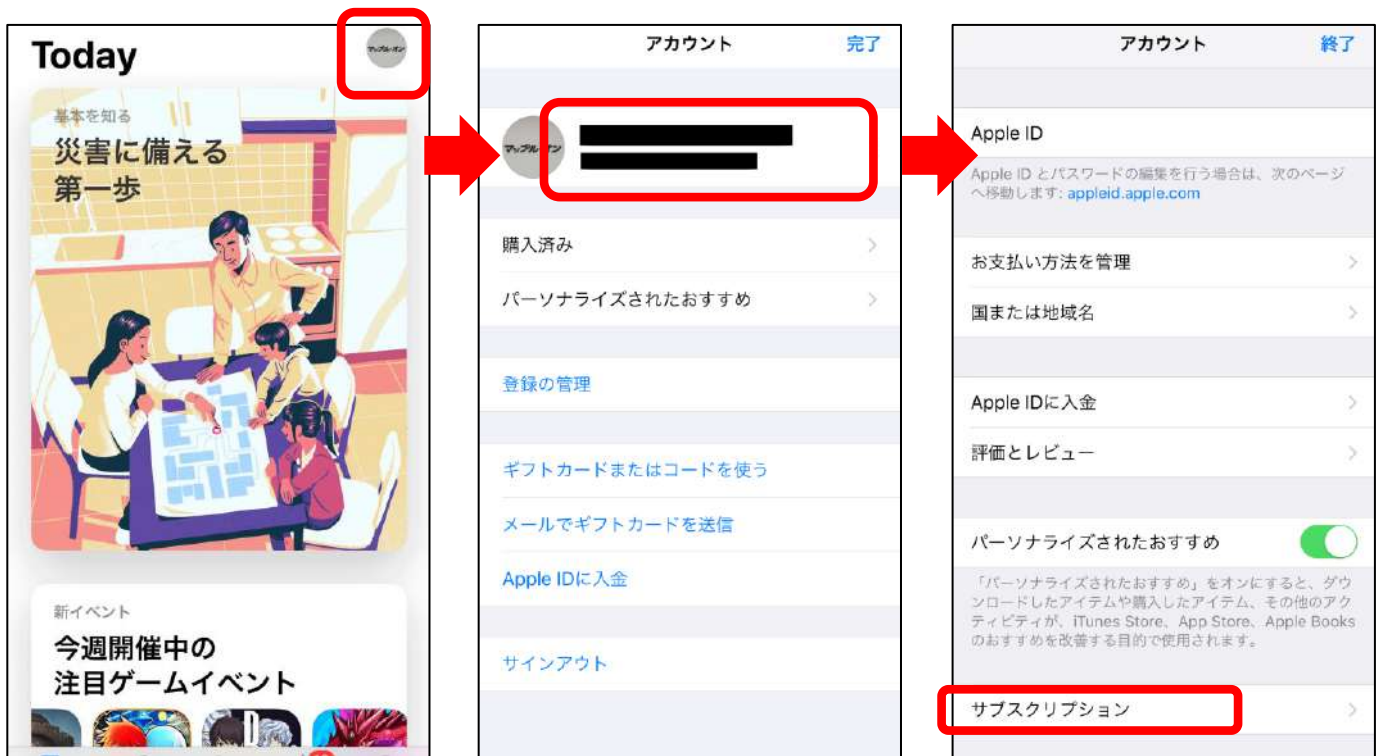 Today
マップル・オン
基本を知る
災害に備える
第一歩
新イベント
今週開催中の
注目ゲームイベント
アカウント
完了
マップル・オン
購入済み
パーソナライズされたおすすめ
登録の管理
ギフトカードまたはコードを使う
メールでギフトカードを送信
Apple IDに入金
サインアウト
アカウント
終了
Apple ID
Apple ID とパスワードの編集を行う場合は、次のページ
へ移動します: appleid.apple.com
お支払い方法を管理
国または地域名
Apple IDに入金
評価とレビュー
パーソナライズされたおすすめ
「パーソナライズされたおすすめ」をオンにすると、ダウ
ンロードしたアイテムや購入したアイテム、その他のアク
ティビティが、iTunes Store、App Store、Apple Books
のおすすめを改善する目的で使用されます。
サブスクリプション